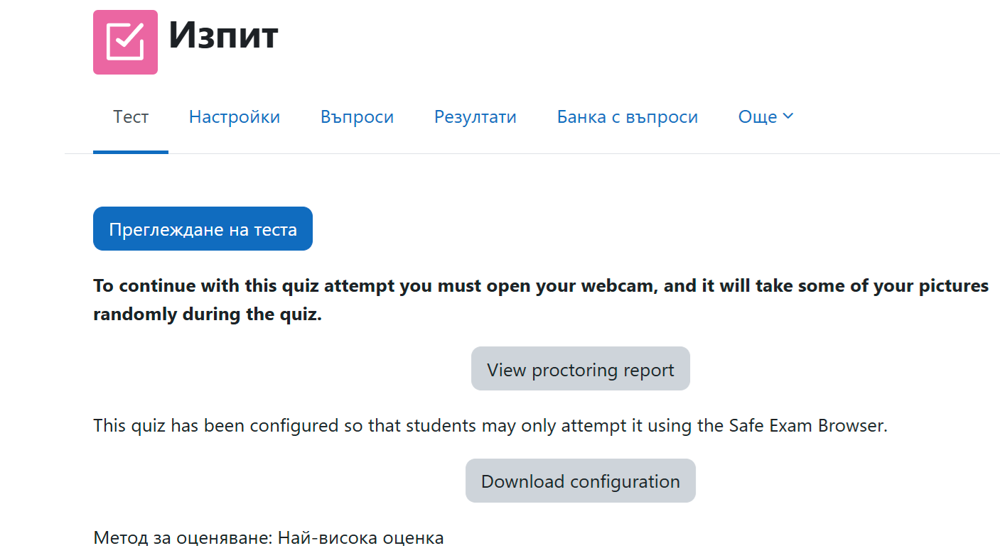 Изпит
Тест Настройки Въпроси Резултати Банка с въпроси Още
Преглеждане на теста
To continue with this quiz attempt you must open your webcam, and it will take some of your pictures
randomly during the quiz.
View proctoring report
This quiz has been configured so that students may only attempt it using the Safe Exam Browser.
Download configuration
Метод за оценяване: Най-висока оценка